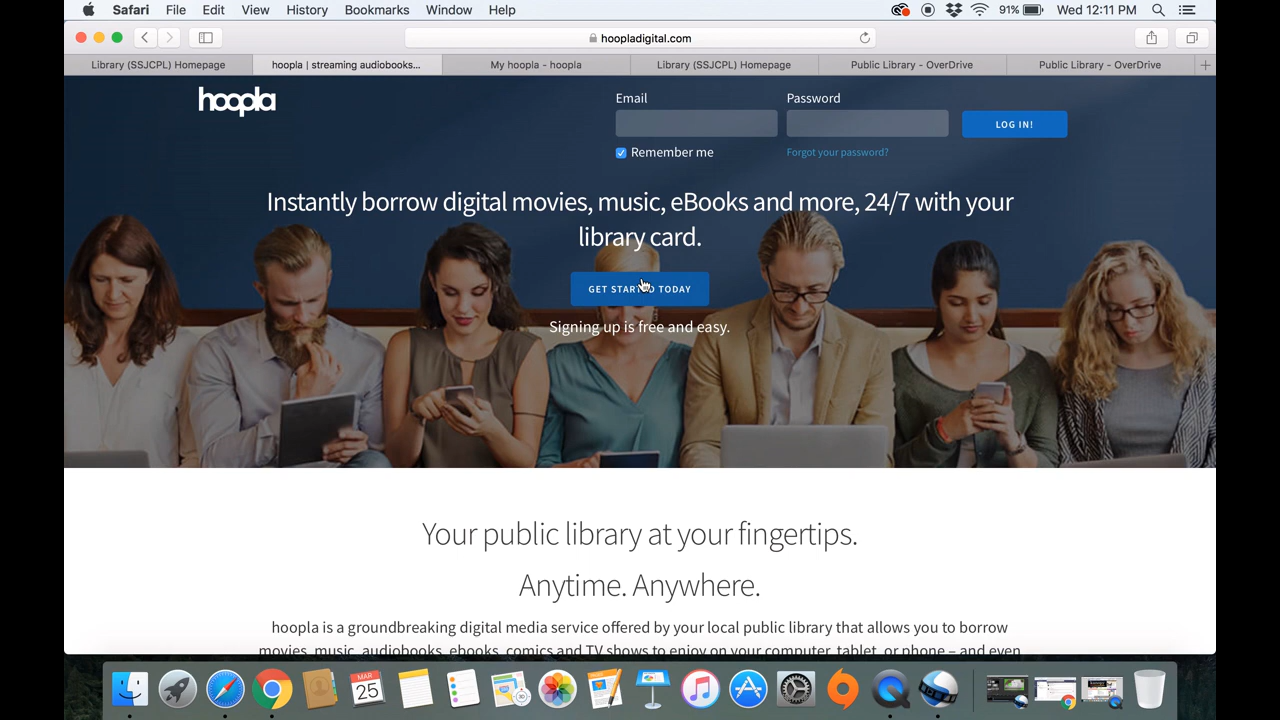 Safari File Edit View History Bookmarks Window Help 91% Wed 12:11 PM
hoopladigital.com
Library (SSJCPL) Homepage hoopla | streaming audiobooks... My hoopla - hoopla Library (SSJCPL) Homepage Public Library - OverDrive Public Library - OverDrive
hoopla
Email Password
LOG IN!
Remember me Forgot your password?
Instantly borrow digital movies, music, eBooks and more, 24/7 with your
library card.
GET STARTED TODAY
Signing up is free and easy.
Your public library at your fingertips.
Anytime. Anywhere.
hoopla is a groundbreaking digital media service offered by your local public library that allows you to borrow
movies, music, audiobooks, ebooks, comics and TV shows to enjoy on your computer, tablet, or phone – and even
MAR
25